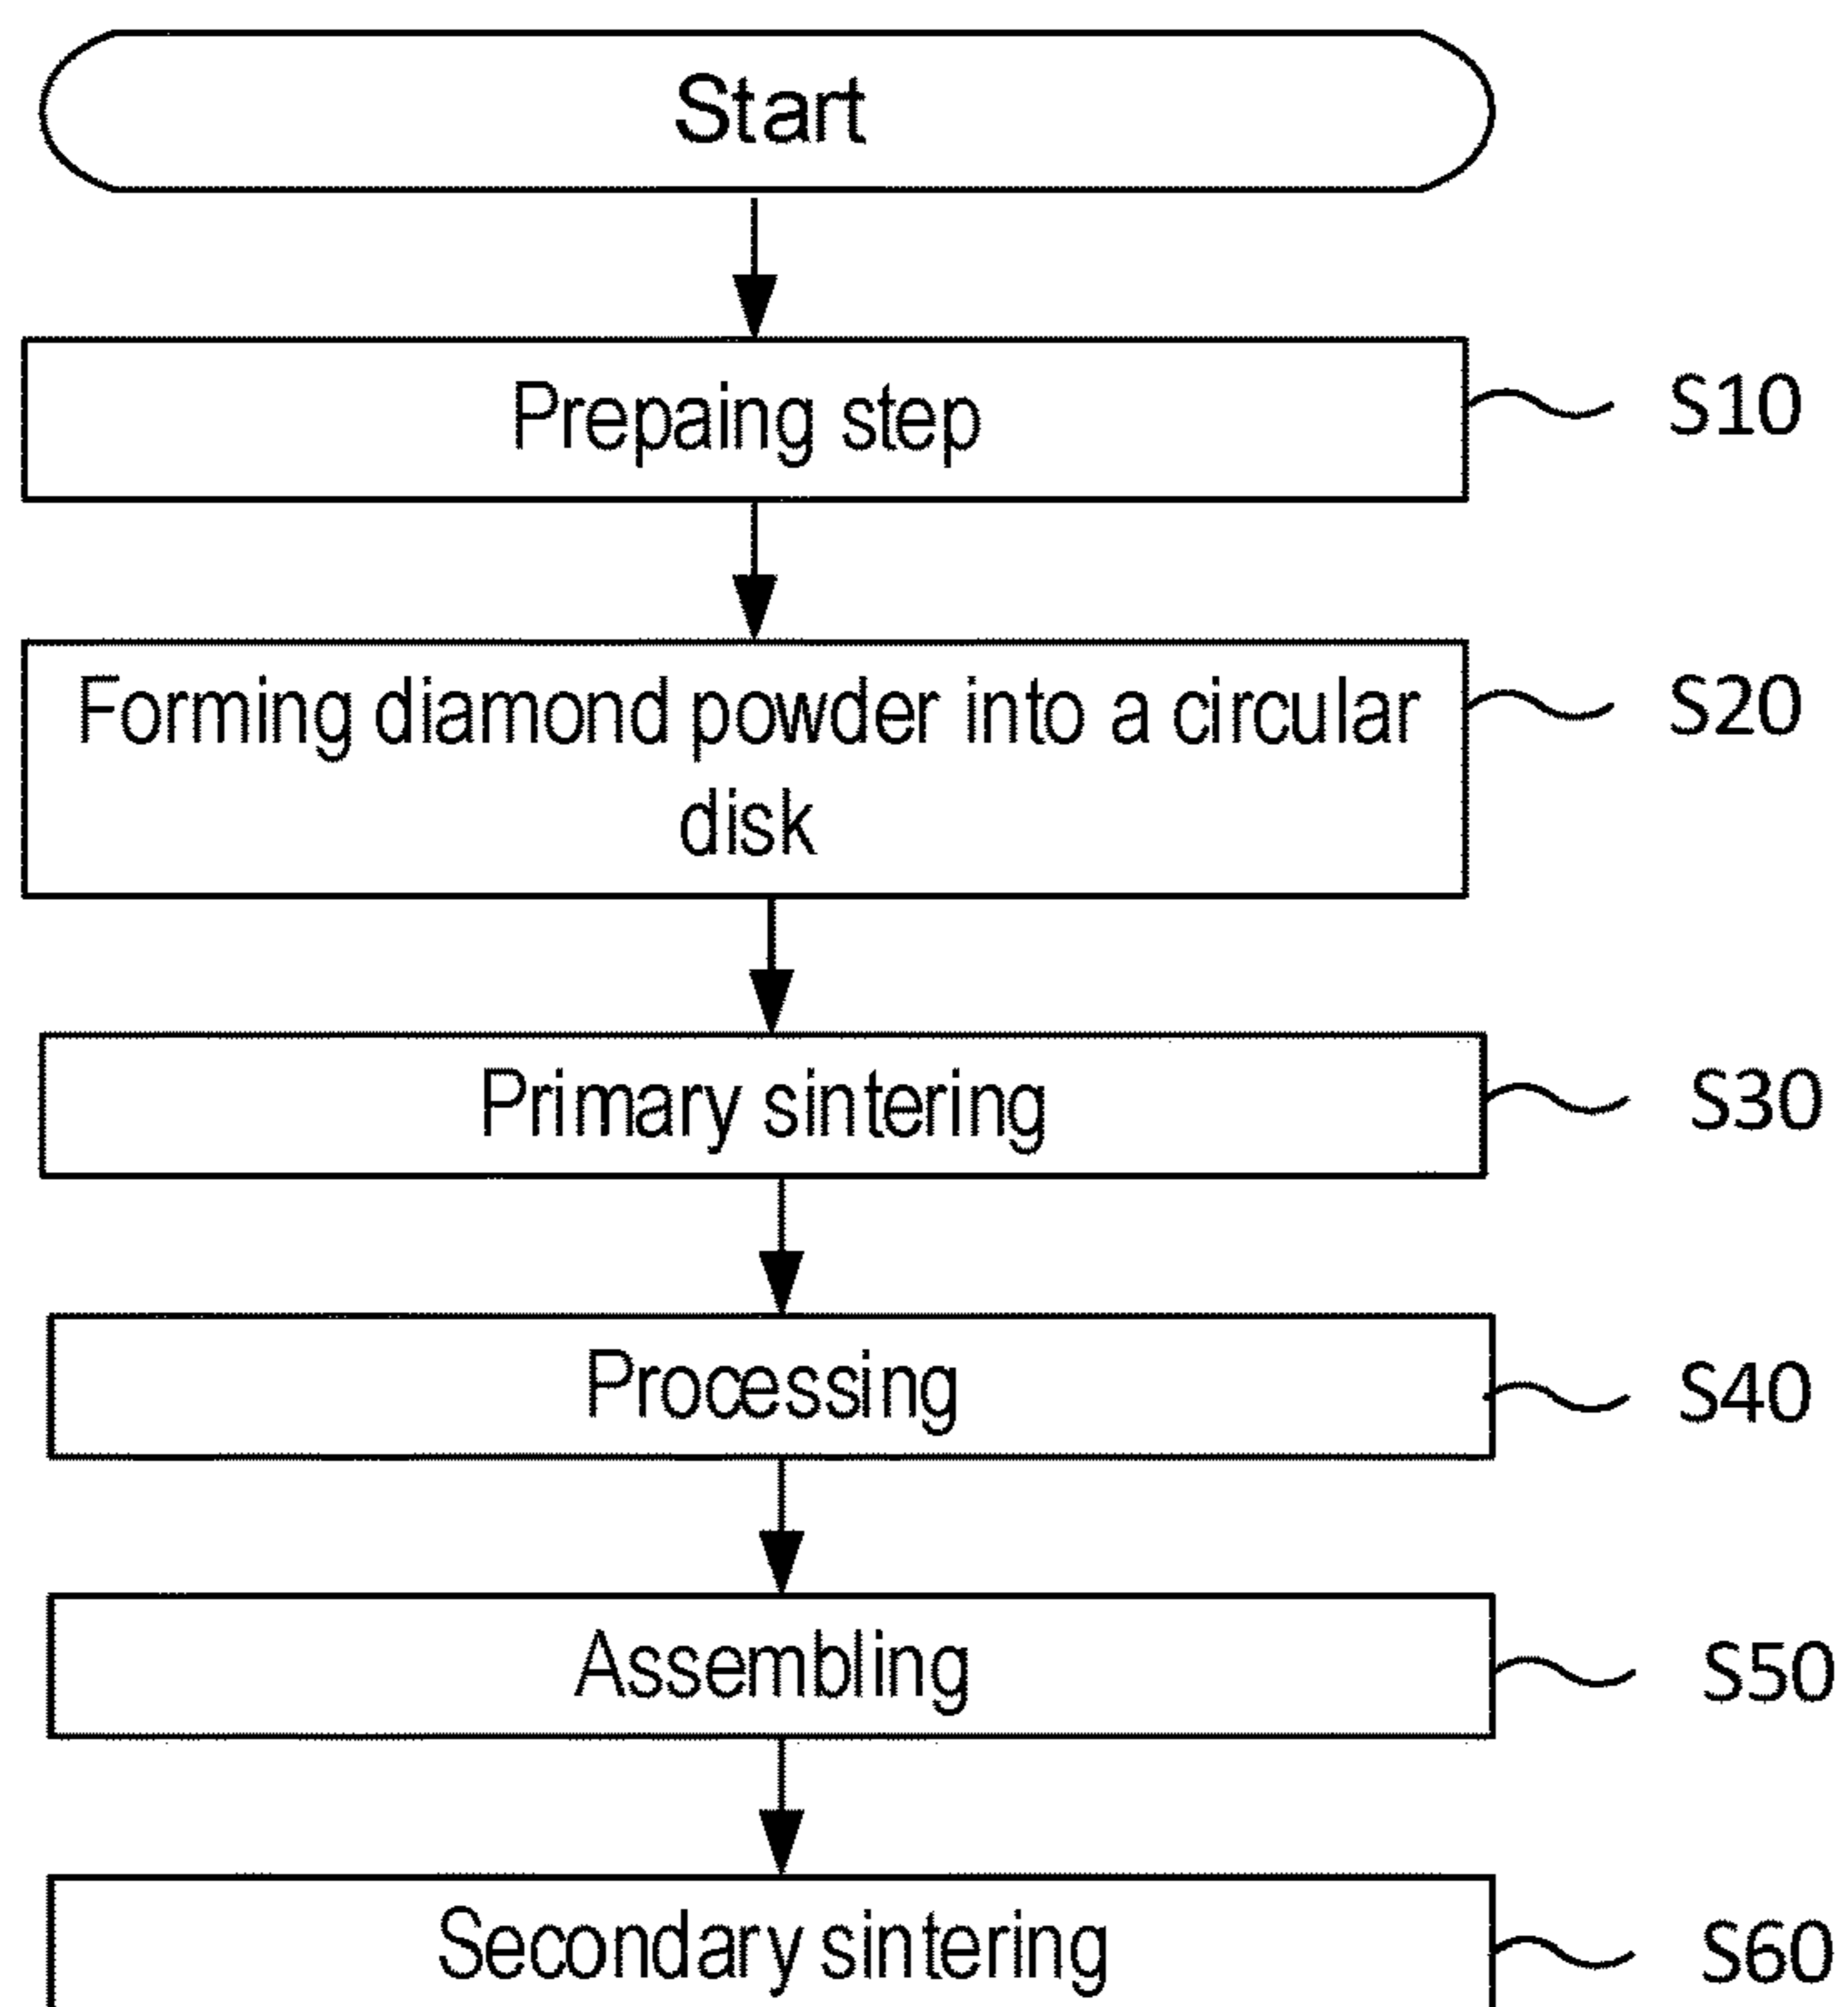 Start
Prepaing step
S10
Forming diamond powder into a circular
disk
S20
Primary sintering
S30
Processing
S40
Assembling
S50
Secondary sintering
S60